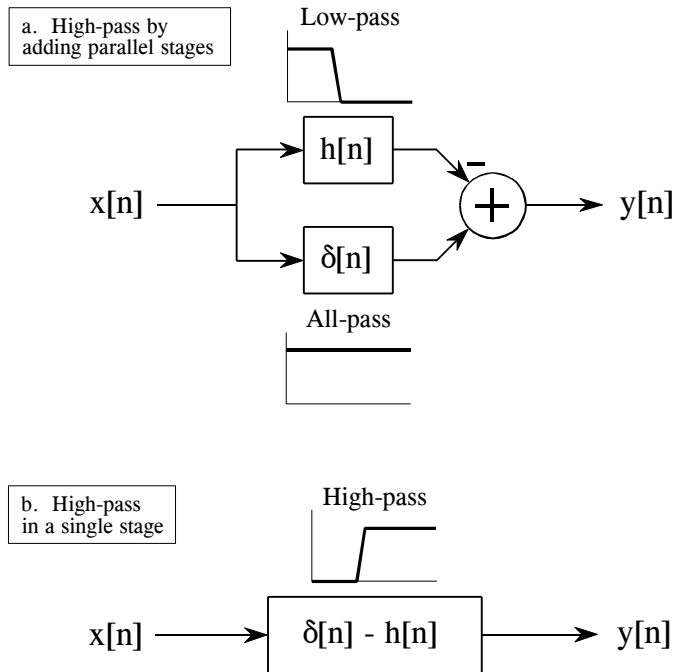 a. High-pass by
adding parallel stages
Low-pass
h[n]
x[n]
−
+
y[n]
δ[n]
All-pass
b. High-pass
in a single stage
High-pass
x[n]
δ[n] - h[n]
y[n]